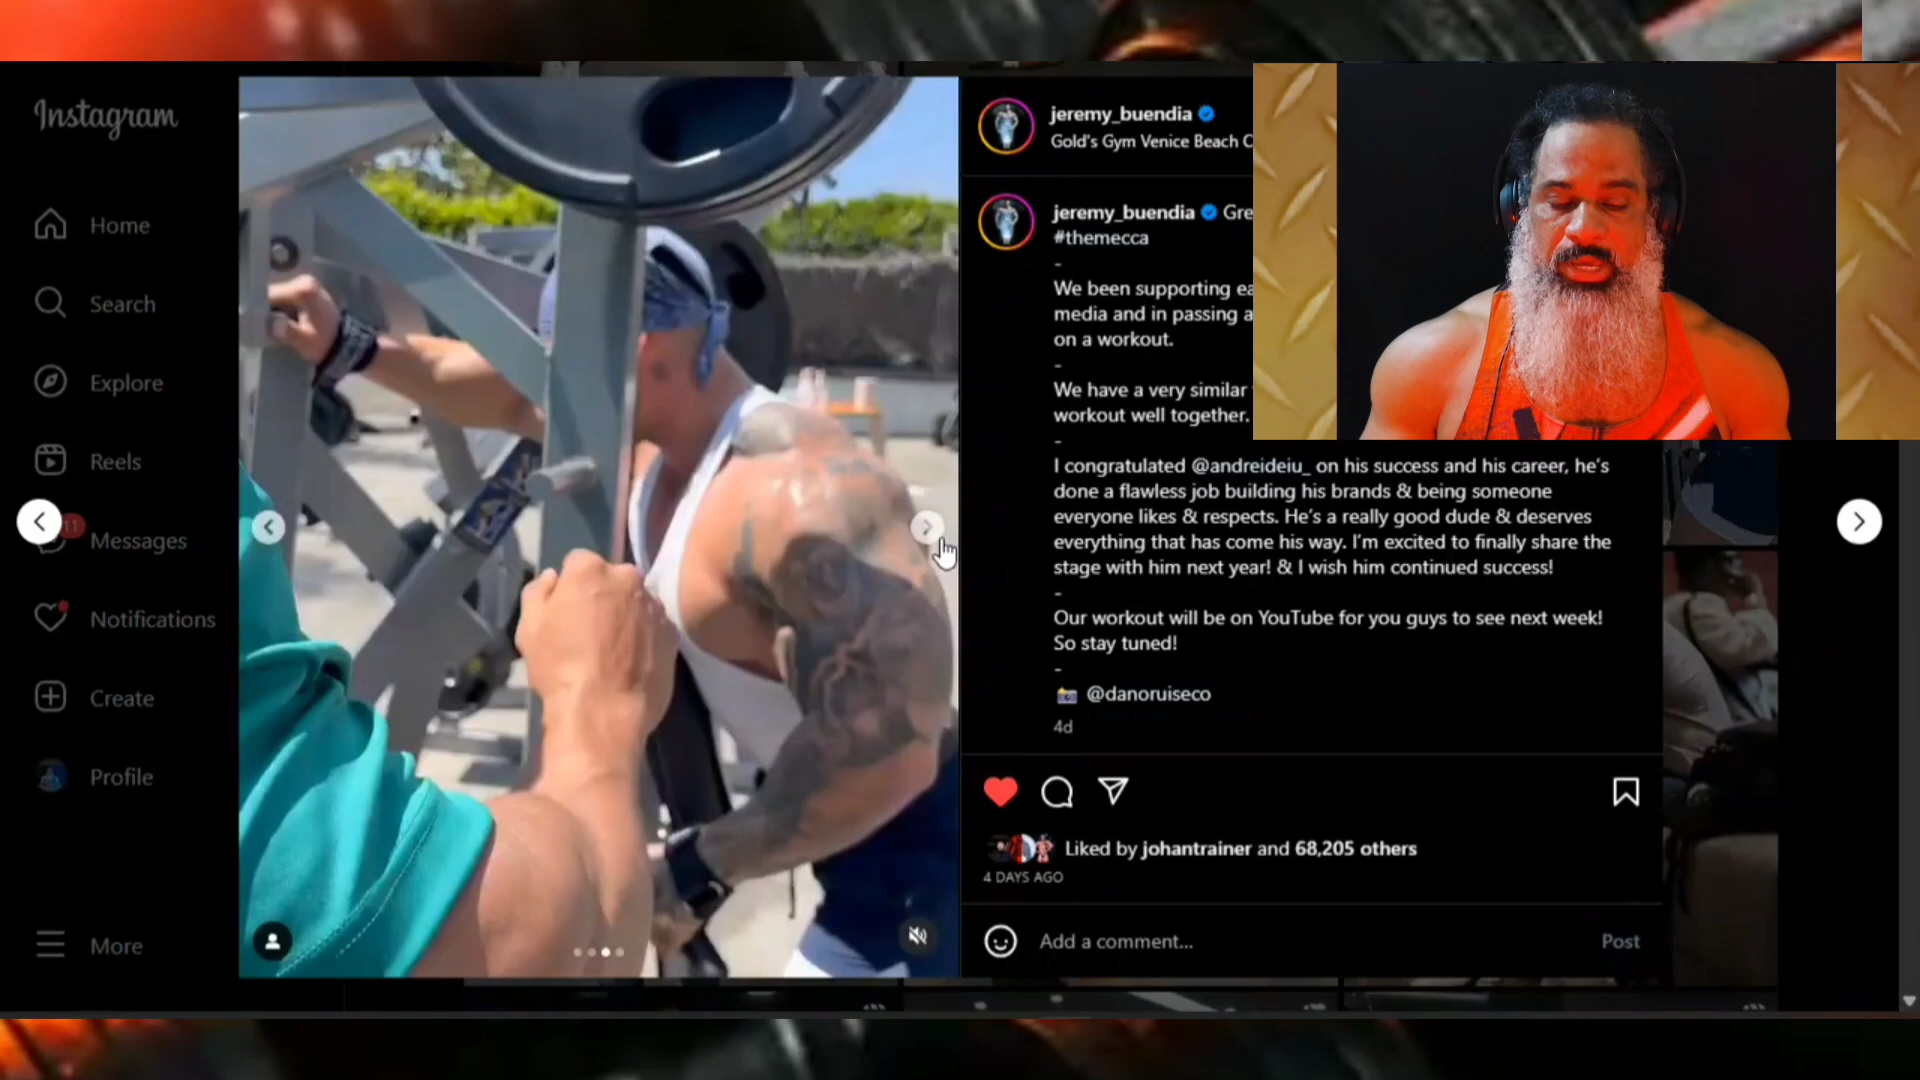 Instagram
Home
Search
Explore
Reels
11
Messages
Notifications
Create
Profile
More
jeremy_buendia
Gold's Gym Venice Beach C
jeremy_buendia Gre
#themecca
-
We been supporting ea
media and in passing a
on a workout.
-
We have a very similar
workout well together.
-
I congratulated @andreideiu_ on his success and his career, he's
done a flawless job building his brands & being someone
everyone likes & respects. He's a really good dude & deserves
everything that has come his way. I'm excited to finally share the
stage with him next year! & I wish him continued success!
-
Our workout will be on YouTube for you guys to see next week!
So stay tuned!
-
📸 @danoruiseco
4d
Liked by johantrainer and 68,205 others
4 DAYS AGO
Add a comment...
Post